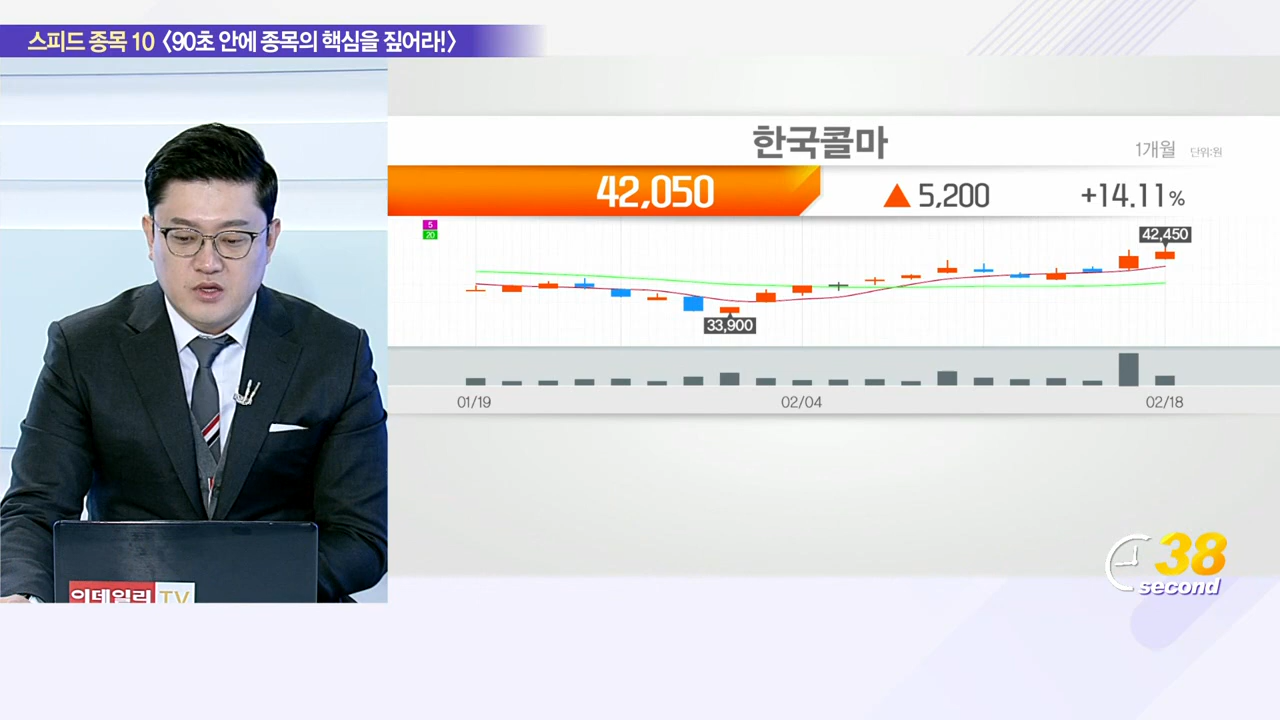 스피드 종목 10 〈90초 안에 종목의 핵심을 짚어라!〉
한국콜마
1개월 단위:원
42,050 ▲ 5,200 +14.11%
5
20
42,450
33,900
01/19 02/04 02/18
38
second
이데일리TV